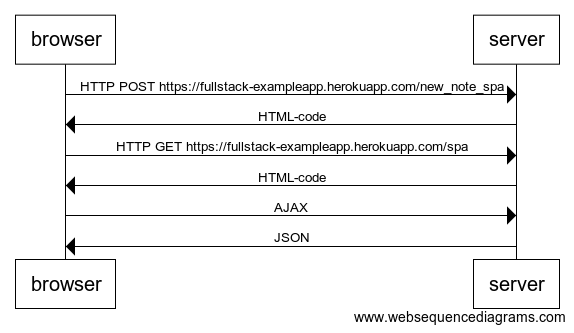 browser
server
HTTP POST https://fullstack-exampleapp.herokuapp.com/new_note_spa
HTML-code
HTTP GET https://fullstack-exampleapp.herokuapp.com/spa
HTML-code
AJAX
JSON
browser
server
www.websequencediagrams.com